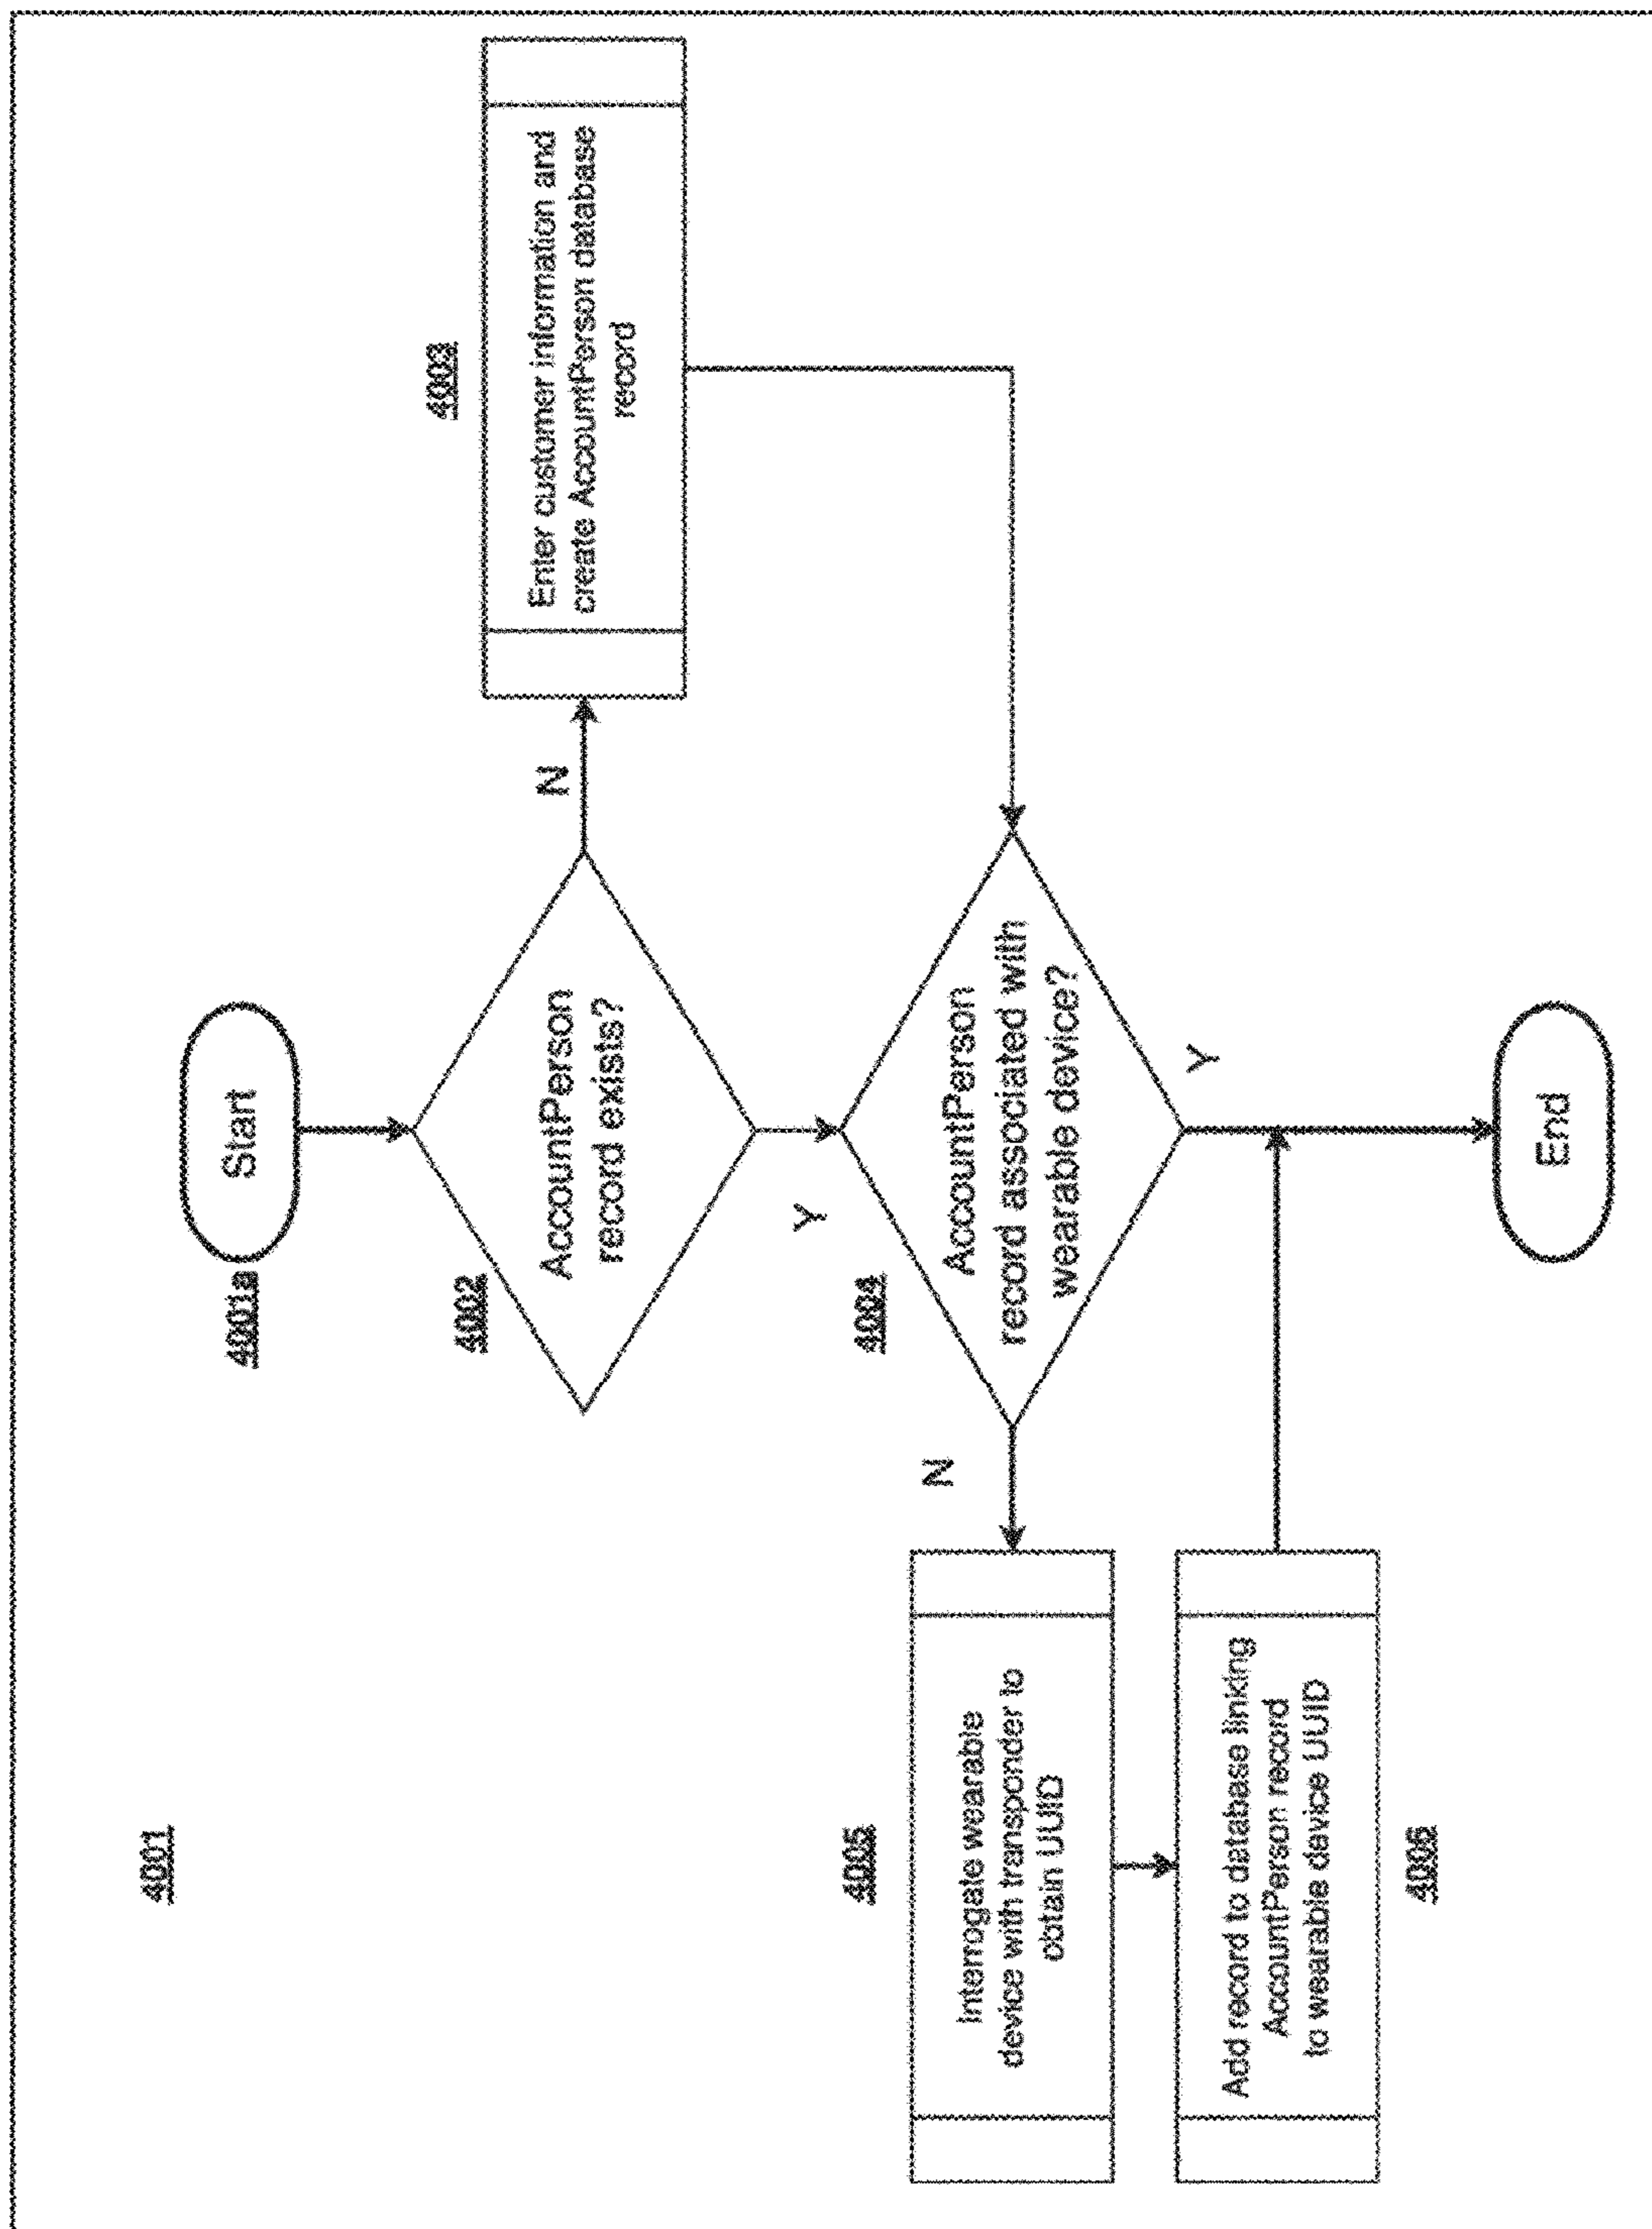 4001
4001a
Start
4002
AccountPerson
record exists?
N
4003
Enter customer information and
create AccountPerson database
record
Y
4004
AccountPerson
record associated with
wearable device?
N
Y
4005
Interrogate wearable
device with transponder to
obtain UUID
Add record to database linking
AccountPerson record
to wearable device UUID
4006
End